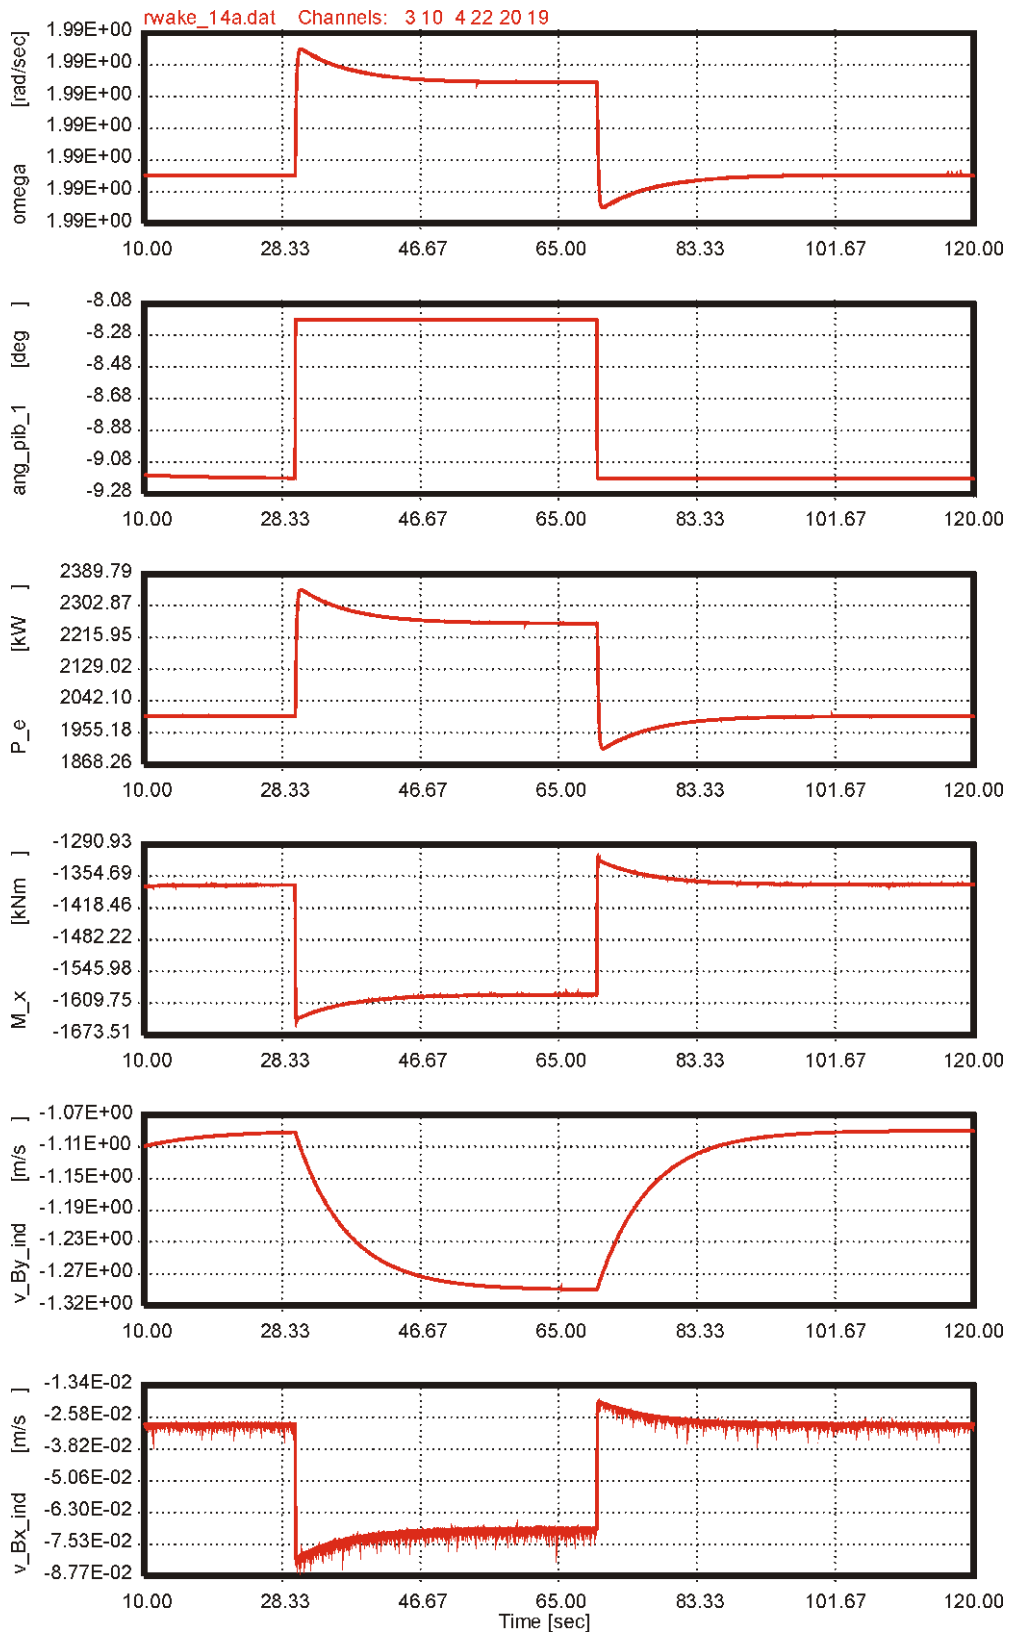 rwake_14a.dat Channels: 3 10 4 22 20 19
omega [rad/sec]
1.99E+00
1.99E+00
1.99E+00
1.99E+00
1.99E+00
1.99E+00
1.99E+00
10.00 28.33 46.67 65.00 83.33 101.67 120.00
ang_pib_1 [deg ]
-8.08
-8.28
-8.48
-8.68
-8.88
-9.08
-9.28
10.00 28.33 46.67 65.00 83.33 101.67 120.00
P_e [kW ]
2389.79
2302.87
2215.95
2129.02
2042.10
1955.18
1868.26
10.00 28.33 46.67 65.00 83.33 101.67 120.00
M_x [kNm ]
-1290.93
-1354.69
-1418.46
-1482.22
-1545.98
-1609.75
-1673.51
10.00 28.33 46.67 65.00 83.33 101.67 120.00
v_By_ind [m/s ]
-1.07E+00
-1.11E+00
-1.15E+00
-1.19E+00
-1.23E+00
-1.27E+00
-1.32E+00
10.00 28.33 46.67 65.00 83.33 101.67 120.00
v_Bx_ind [m/s ]
-1.34E-02
-2.58E-02
-3.82E-02
-5.06E-02
-6.30E-02
-7.53E-02
-8.77E-02
10.00 28.33 46.67 65.00 83.33 101.67 120.00
Time [sec]